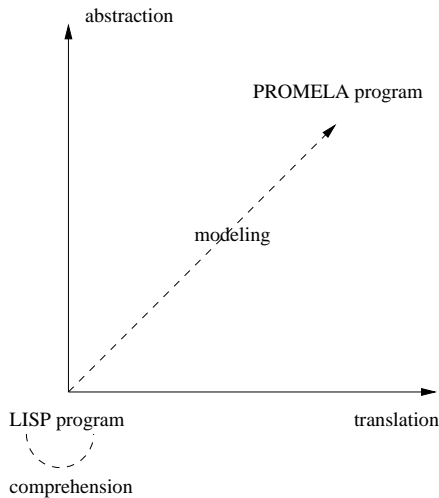 abstraction
PROMELA program
modeling
LISP program
translation
comprehension